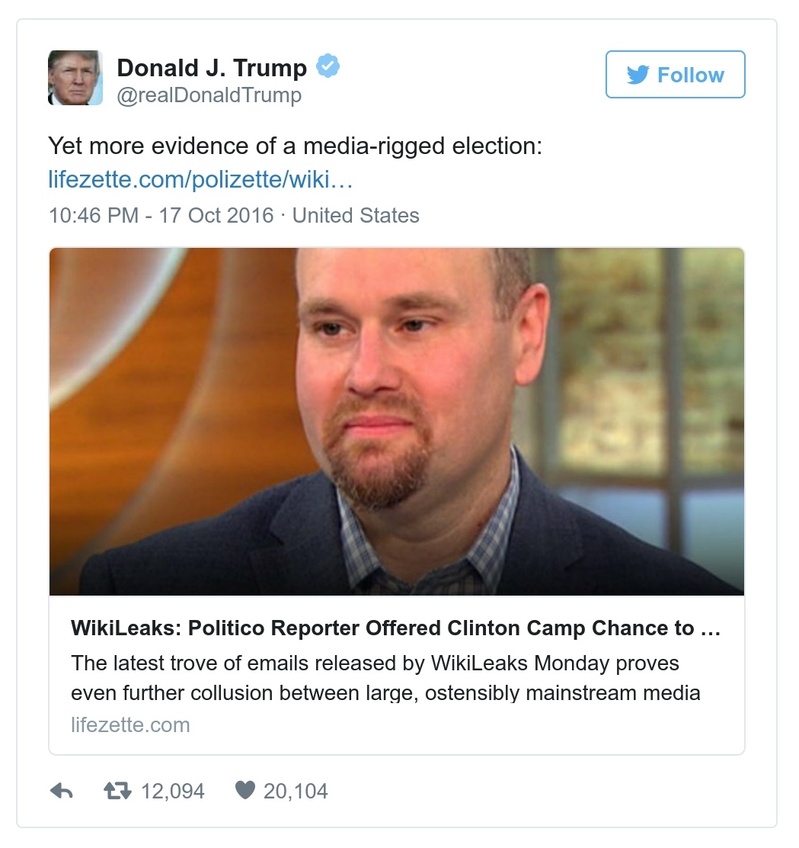 Donald J. Trump
@realDonaldTrump
Follow
Yet more evidence of a media-rigged election:
lifezette.com/polizette/wiki…
10:46 PM - 17 Oct 2016 · United States
WikiLeaks: Politico Reporter Offered Clinton Camp Chance to …
The latest trove of emails released by WikiLeaks Monday proves
even further collusion between large, ostensibly mainstream media
lifezette.com
12,094
20,104